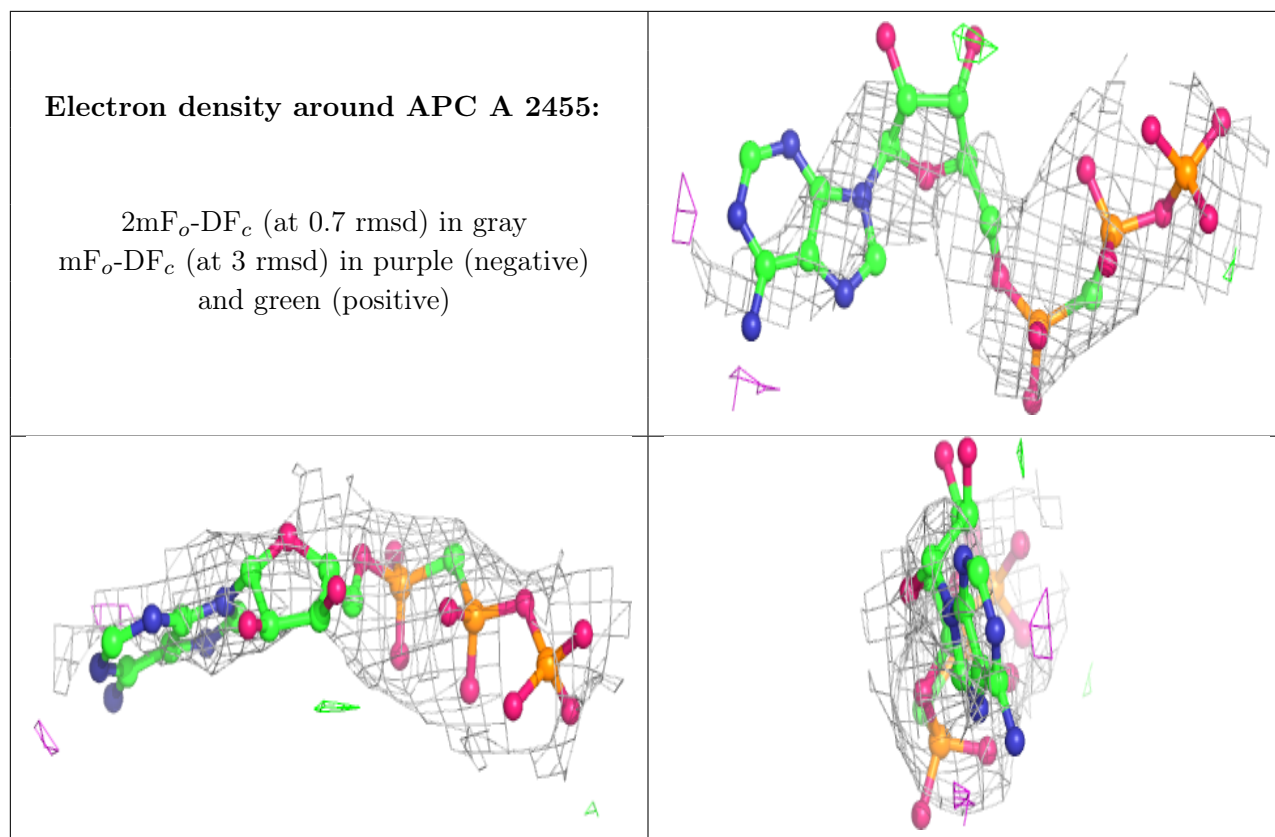 Electron density around APC A 2455:
2mFo-DFc (at 0.7 rmsd) in gray
mFo-DFc (at 3 rmsd) in purple (negative)
and green (positive)